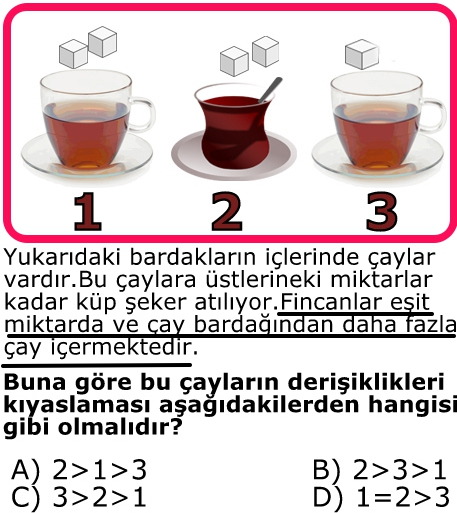 1 2 3
Yukarıdaki bardakların içlerinde çaylar
vardır.Bu çaylara üstlerineki miktarlar
kadar küp şeker atılıyor.Fincanlar eşit
miktarda ve çay bardağından daha fazla
çay içermektedir.
Buna göre bu çayların derişiklikleri
kıyaslaması aşağıdakilerden hangisi
gibi olmalıdır?
A) 2>1>3 B) 2>3>1
C) 3>2>1 D) 1=2>3